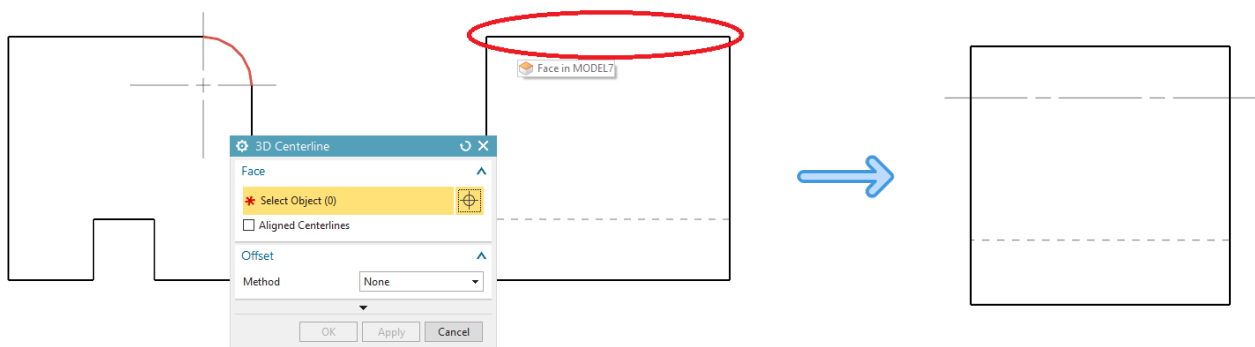 Face in MODEL7
3D Centerline
Face
* Select Object (0)
Aligned Centerlines
Offset
Method None
OK Apply Cancel